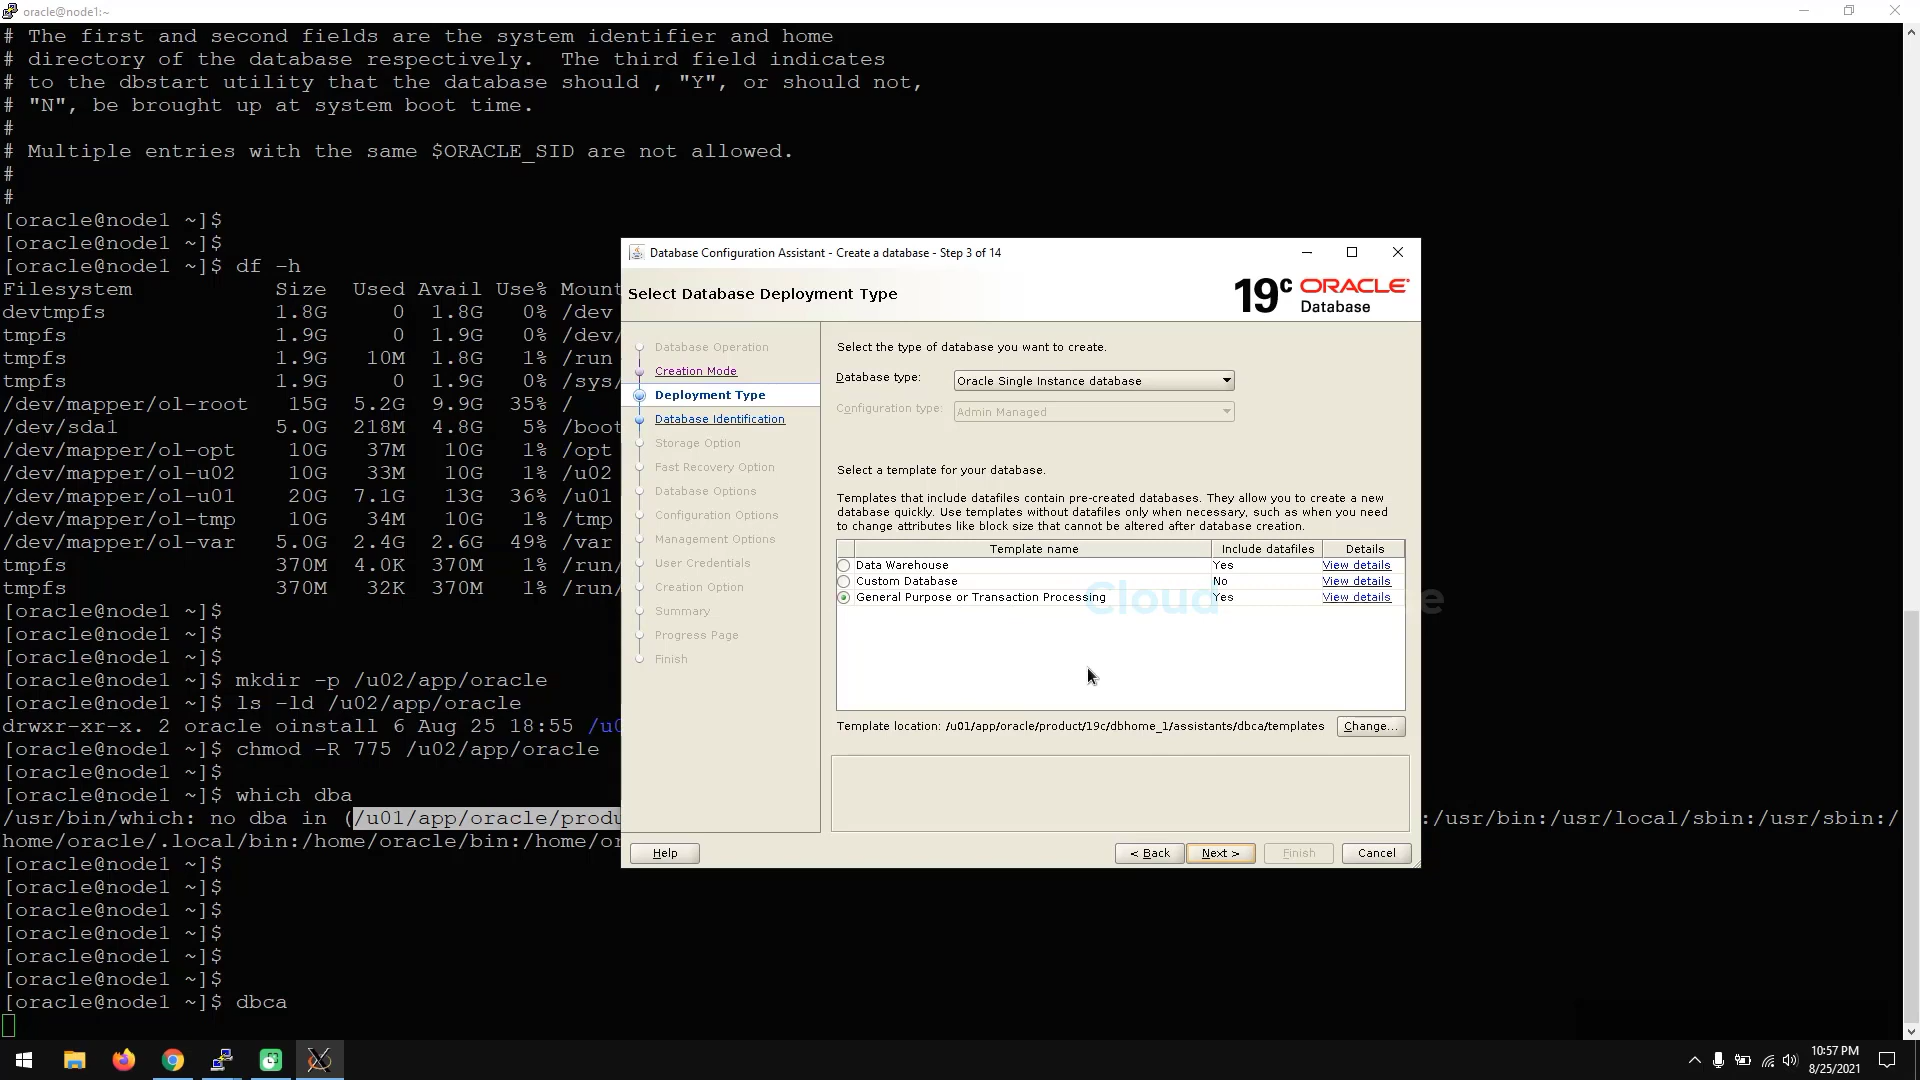 oracle@node1:~
# The first and second fields are the system identifier and home
# directory of the database respectively.  The third field indicates
# to the dbstart utility that the database should , "Y", or should not,
# "N", be brought up at system boot time.
#
# Multiple entries with the same $ORACLE_SID are not allowed.
#
#
[oracle@node1 ~]$
[oracle@node1 ~]$
[oracle@node1 ~]$ df -h
Filesystem Size Used Avail Use% Mount
devtmpfs 1.8G 0 1.8G 0% /dev
tmpfs 1.9G 0 1.9G 0% /dev/
tmpfs 1.9G 10M 1.8G 1% /run
tmpfs 1.9G 0 1.9G 0% /sys/
/dev/mapper/ol-root 15G 5.2G 9.9G 35% /
/dev/sda1 5.0G 218M 4.8G 5% /boot
/dev/mapper/ol-opt 10G 37M 10G 1% /opt
/dev/mapper/ol-u02 10G 33M 10G 1% /u02
/dev/mapper/ol-u01 20G 7.1G 13G 36% /u01
/dev/mapper/ol-tmp 10G 34M 10G 1% /tmp
/dev/mapper/ol-var 5.0G 2.4G 2.6G 49% /var
tmpfs 370M 4.0K 370M 1% /run/
tmpfs 370M 32K 370M 1% /run/
[oracle@node1 ~]$
[oracle@node1 ~]$
[oracle@node1 ~]$
[oracle@node1 ~]$ mkdir -p /u02/app/oracle
[oracle@node1 ~]$ ls -ld /u02/app/oracle
drwxr-xr-x. 2 oracle oinstall 6 Aug 25 18:55 /u0
[oracle@node1 ~]$ chmod -R 775 /u02/app/oracle
[oracle@node1 ~]$
[oracle@node1 ~]$ which dba
/usr/bin/which: no dba in (/u01/app/oracle/produ
:/usr/bin:/usr/local/sbin:/usr/sbin:/
home/oracle/.local/bin:/home/oracle/bin:/home/or
[oracle@node1 ~]$
[oracle@node1 ~]$
[oracle@node1 ~]$
[oracle@node1 ~]$
[oracle@node1 ~]$
[oracle@node1 ~]$
[oracle@node1 ~]$ dbca
Database Configuration Assistant - Create a database - Step 3 of 14
Select Database Deployment Type
19c ORACLE
Database
Database Operation
Creation Mode
Deployment Type
Database Identification
Storage Option
Fast Recovery Option
Database Options
Configuration Options
Management Options
User Credentials
Creation Option
Summary
Progress Page
Finish
Select the type of database you want to create.
Database type: Oracle Single Instance database
Configuration type: Admin Managed
Select a template for your database.
Templates that include datafiles contain pre-created databases. They allow you to create a new
database quickly. Use templates without datafiles only when necessary, such as when you need
to change attributes like block size that cannot be altered after database creation.
Template name Include datafiles Details
Data Warehouse Yes View details
Custom Database No View details
General Purpose or Transaction Processing Yes View details
Cloud
Template location: /u01/app/oracle/product/19c/dbhome_1/assistants/dbca/templates Change...
Help < Back Next > Finish Cancel
10:57 PM
8/25/2021